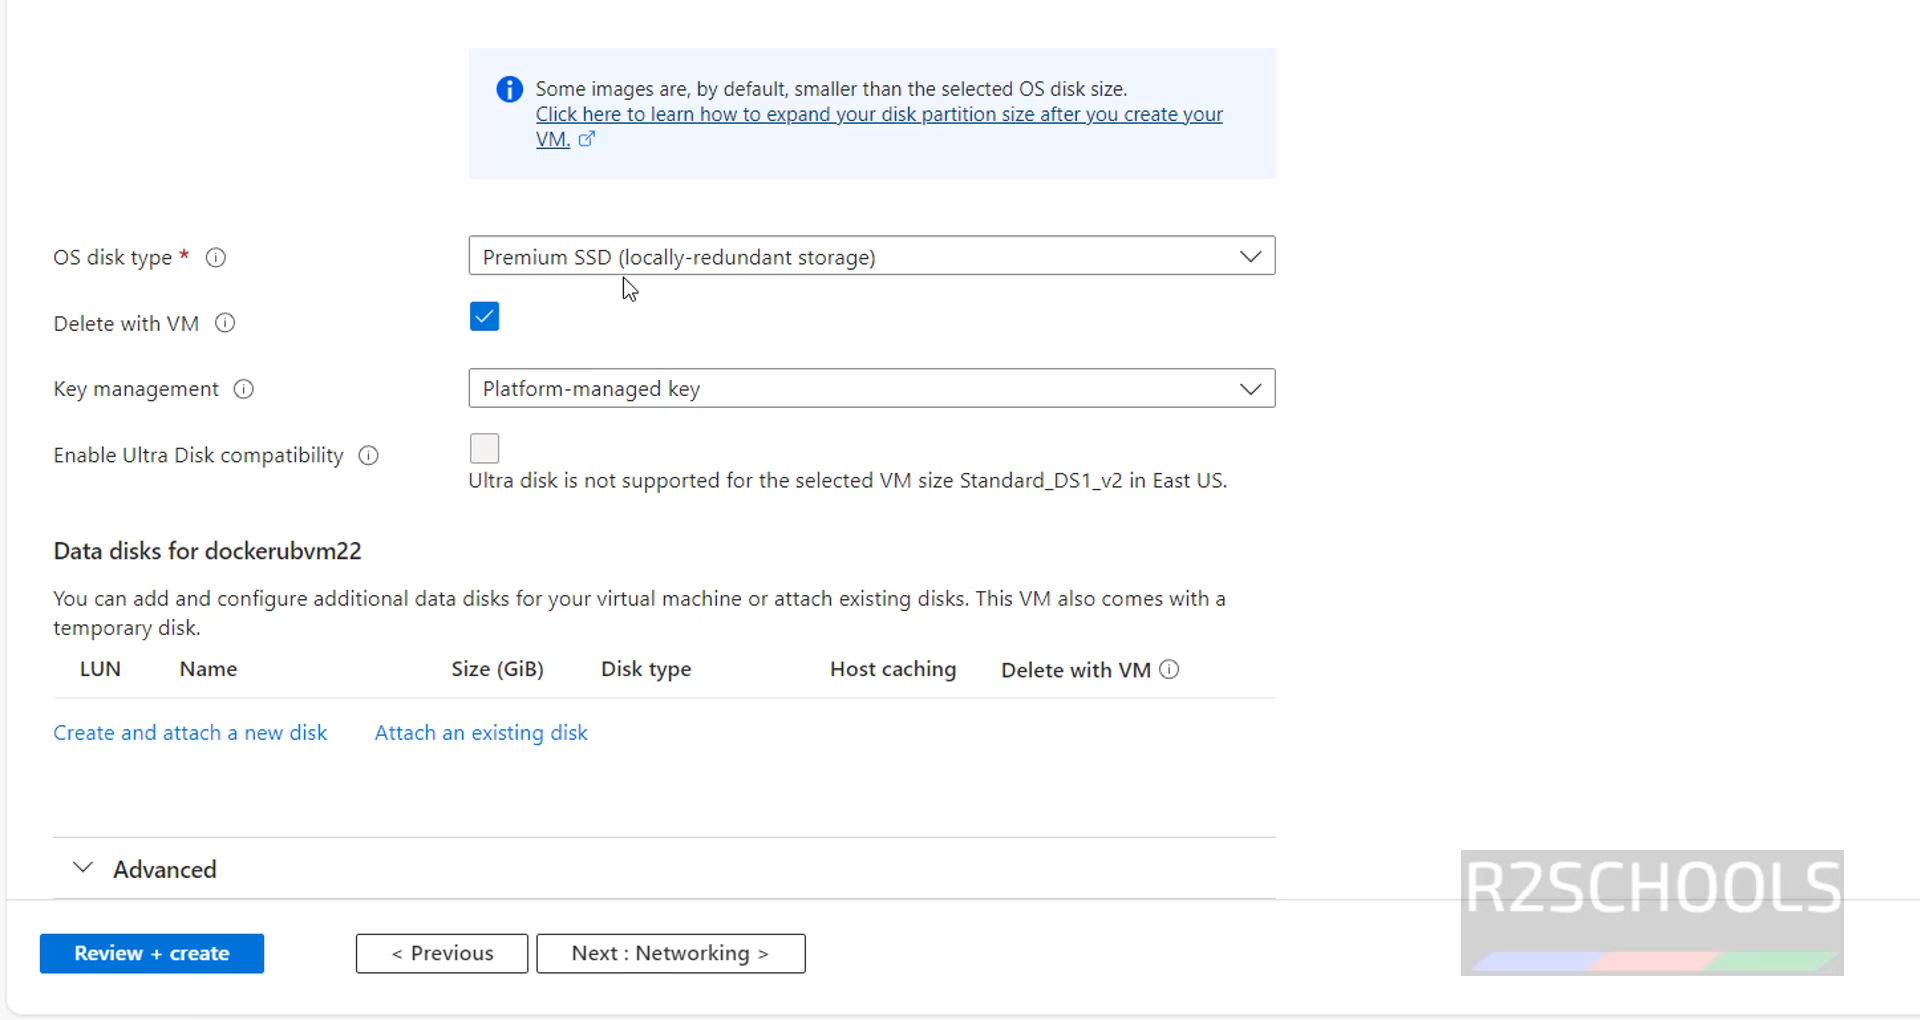 Some images are, by default, smaller than the selected OS disk size.
Click here to learn how to expand your disk partition size after you create your
VM.
OS disk type *
Premium SSD (locally-redundant storage)
Delete with VM
Key management
Platform-managed key
Enable Ultra Disk compatibility
Ultra disk is not supported for the selected VM size Standard_DS1_v2 in East US.
Data disks for dockerubvm22
You can add and configure additional data disks for your virtual machine or attach existing disks. This VM also comes with a
temporary disk.
LUN Name Size (GiB) Disk type Host caching Delete with VM
Create and attach a new disk Attach an existing disk
Advanced
R2SCHOOLS
Review + create < Previous Next : Networking >